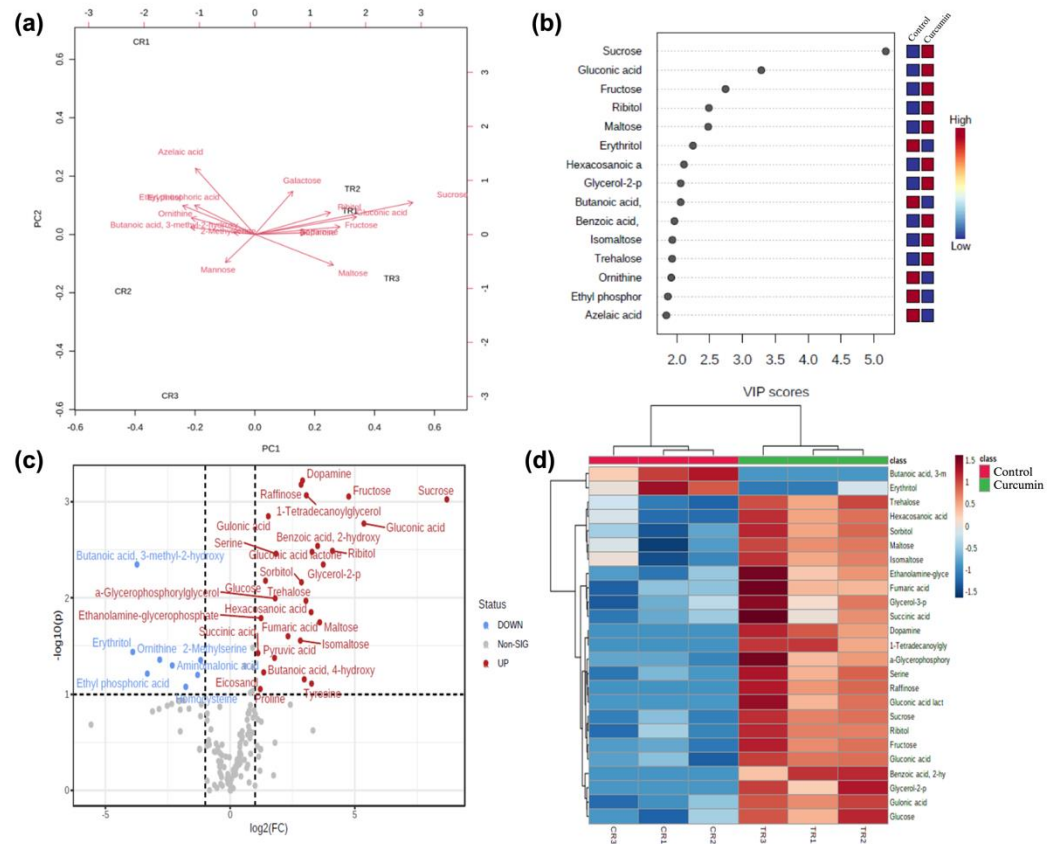 (a)
-3 -2 -1 0 1 2 3
CR1
Azelaic acid
Galactose
TR2
Sucrose
Ribitol
TR1
Gluconic acid
Ornithine
Fructose
Butanoic acid, 3-methyl-2-hydroxy
Mannose
Maltose
TR3
CR2
CR3
PC2
0.6
0.4
0.2
0.0
-0.2
-0.4
-0.6
3
2
1
0
-1
-2
-3
-0.6 -0.4 -0.2 0.0 0.2 0.4 0.6
PC1
(b)
Control
Curcumin
Sucrose
Gluconic acid
Fructose
Ribitol
Maltose
Erythritol
Hexacosanoic a
Glycerol-2-p
Butanoic acid,
Benzoic acid,
Isomaltose
Trehalose
Ornithine
Ethyl phosphor
Azelaic acid
High
Low
2.0 2.5 3.0 3.5 4.0 4.5 5.0
VIP scores
(c)
Dopamine
Raffinose
Fructose
Sucrose
1-Tetradecanoylglycerol
Gulonic acid
Gluconic acid
Benzoic acid, 2-hydroxy
Serine
Gluconic acid lactone
Ribitol
Butanoic acid, 3-methyl-2-hydroxy
Sorbitol
Glycerol-2-p
Glucose
Trehalose
a-Glycerophosphorylglycerol
Hexacosanoic acid
Ethanolamine-glycerophosphate
Fumaric acid
Maltose
Succinic acid
Isomaltose
Erythritol
Ornithine
2-Methylserine
Pyruvic acid
Aminomalonic acid
Butanoic acid, 4-hydroxy
Ethyl phosphoric acid
Eicosanol
Tyrosine
Homocysteine
Proline
Status
DOWN
Non-SIG
UP
-log10(p)
3
2
1
0
-5 0 5
log2(FC)
(d)
class
Butanoic acid, 3-m
Erythritol
Trehalose
Hexacosanoic acid
Sorbitol
Maltose
Isomaltose
Ethanolamine-glyce
Fumaric acid
Glycerol-3-p
Succinic acid
Dopamine
1-Tetradecanoylglyc
a-Glycerophosphory
Serine
Raffinose
Gluconic acid lact
Sucrose
Ribitol
Fructose
Gluconic acid
Benzoic acid, 2-hy
Glycerol-2-p
Gulonic acid
Glucose
CR3 CR1 CR2 TR3 TR1 TR2
1.5
1
0.5
0
-0.5
-1
-1.5
class
Control
Curcumin